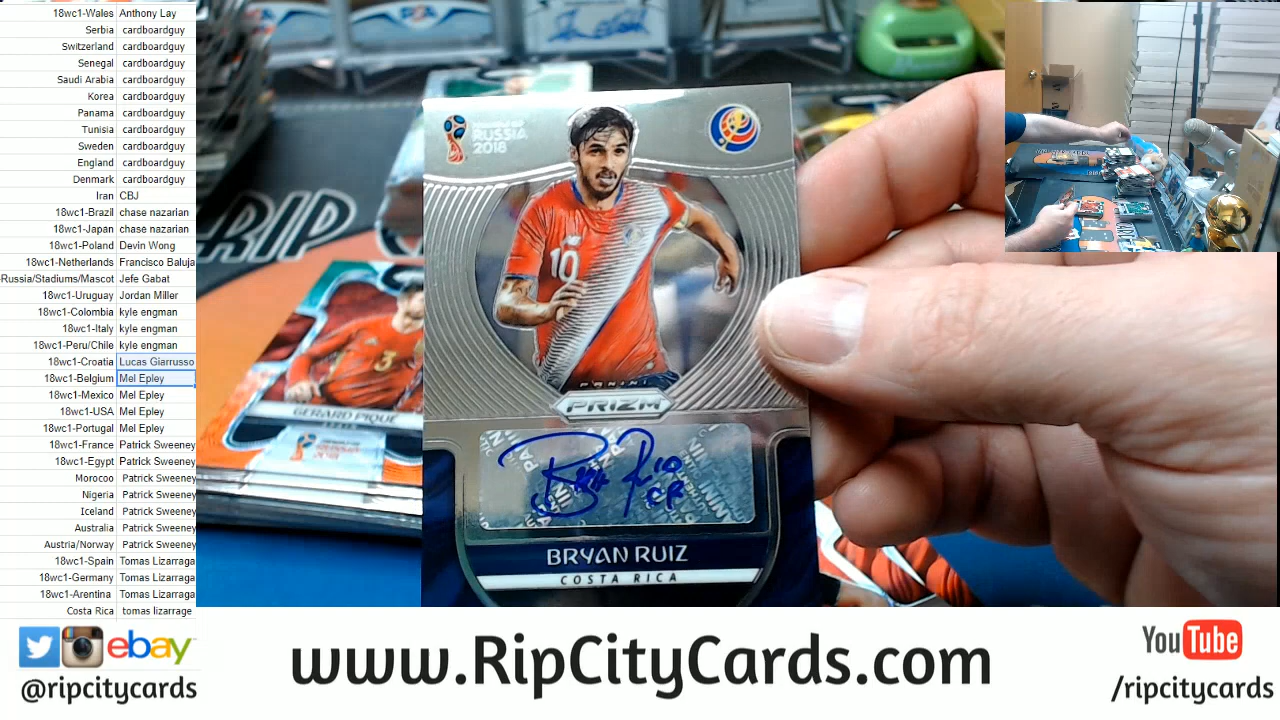 18wc1-Wales Anthony Lay
Serbia cardboardguy
Switzerland cardboardguy
Senegal cardboardguy
Saudi Arabia cardboardguy
Korea cardboardguy
Panama cardboardguy
Tunisia cardboardguy
Sweden cardboardguy
England cardboardguy
Denmark cardboardguy
Iran CBJ
18wc1-Brazil chase nazarian
18wc1-Japan chase nazarian
18wc1-Poland Devin Wong
18wc1-Netherlands Francisco Baluja
-Russia/Stadiums/Mascot Jefe Gabat
18wc1-Uruguay Jordan Miller
18wc1-Colombia kyle engman
18wc1-Italy kyle engman
18wc1-Peru/Chile kyle engman
18wc1-Croatia Lucas Giarrusso
18wc1-Belgium Mel Epley
18wc1-Mexico Mel Epley
18wc1-USA Mel Epley
18wc1-Portugal Mel Epley
18wc1-France Patrick Sweeney
18wc1-Egypt Patrick Sweeney
Morocoo Patrick Sweeney
Nigeria Patrick Sweeney
Iceland Patrick Sweeney
Australia Patrick Sweeney
Austria/Norway Patrick Sweeney
18wc1-Spain Tomas Lizarraga
18wc1-Germany Tomas Lizarraga
18wc1-Arentina Tomas Lizarraga
Costa Rica tomas lizarrage
RIP
GERARD PIQUÉ
RUSSIA
2018
10
PANINI
PRIZM
BRYAN RUIZ
COSTA RICA
ebay
@ripcitycards
www.RipCityCards.com
YouTube
/ripcitycards